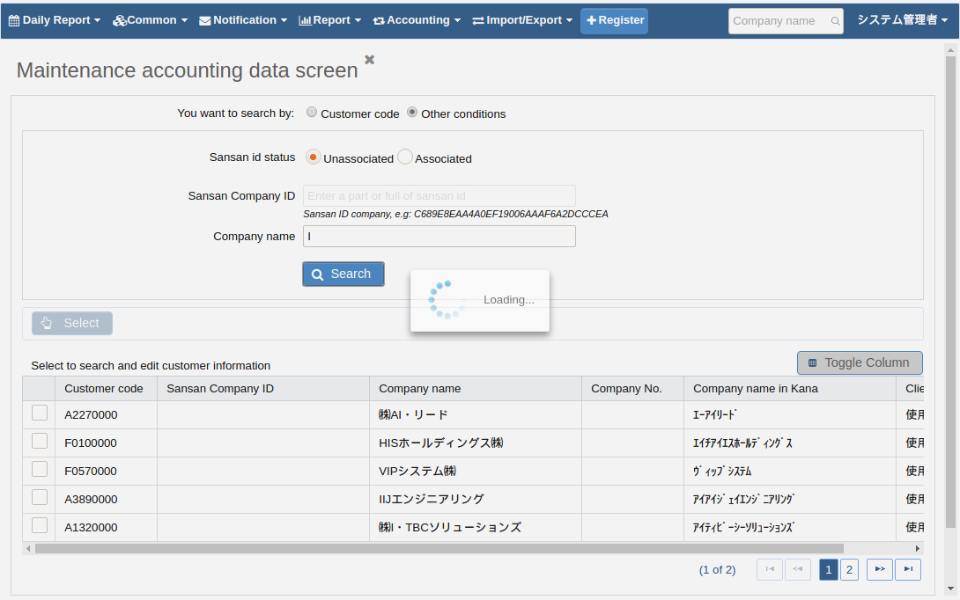 Daily Report Common Notification Report Accounting Import/Export Register Company name システム管理者
Maintenance accounting data screen
You want to search by: Customer code Other conditions
Sansan id status Unassociated Associated
Sansan Company ID Enter a part or full of sansan id
Sansan ID company, e.g: C689E8EAA4A0EF19006AAAF6A2DCCCEA
Company name I
Search
Loading...
Select
Select to search and edit customer information Toggle Column
Customer code Sansan Company ID Company name Company No. Company name in Kana Clie
A2270000 ㈱AI・リード ｴｰｱｲﾘｰﾄﾞ 使用
F0100000 HISホールディングス㈱ ｴｲﾁｱｲｴｽﾎｰﾙﾃﾞｨﾝｸﾞｽ 使用
F0570000 VIPシステム㈱ ｳﾞｨｯﾌﾟｼｽﾃﾑ 使用
A3890000 IIJエンジニアリング ｱｲｱｲｼﾞｪｲｴﾝｼﾞﾆｱﾘﾝｸﾞ 使用
A1320000 ㈱I・TBCソリューションズ ｱｲﾃｨﾋﾞｰｼｰｿﾘｭｰｼｮﾝｽﾞ 使用
(1 of 2) 1 2